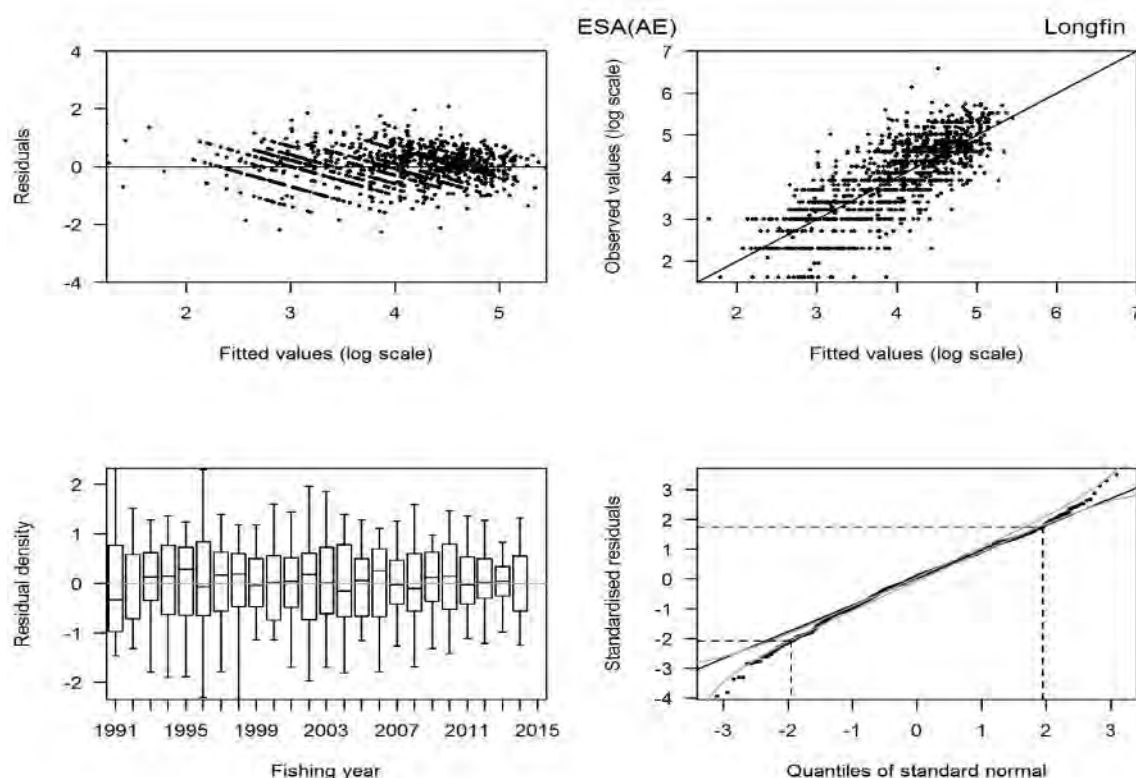 ESA(AE) Longfin
4
2
0
-2
-4
Residuals
2 3 4 5
Fitted values (log scale)
7
6
5
4
3
2
Observed values (log scale)
2 3 4 5 6 7
Fitted values (log scale)
2
1
0
-1
-2
Residual density
1991 1995 1999 2003 2007 2011 2015
Fishing year
3
2
1
0
-1
-2
-3
-4
Standardised residuals
-3 -2 -1 0 1 2 3
Quantiles of standard normal